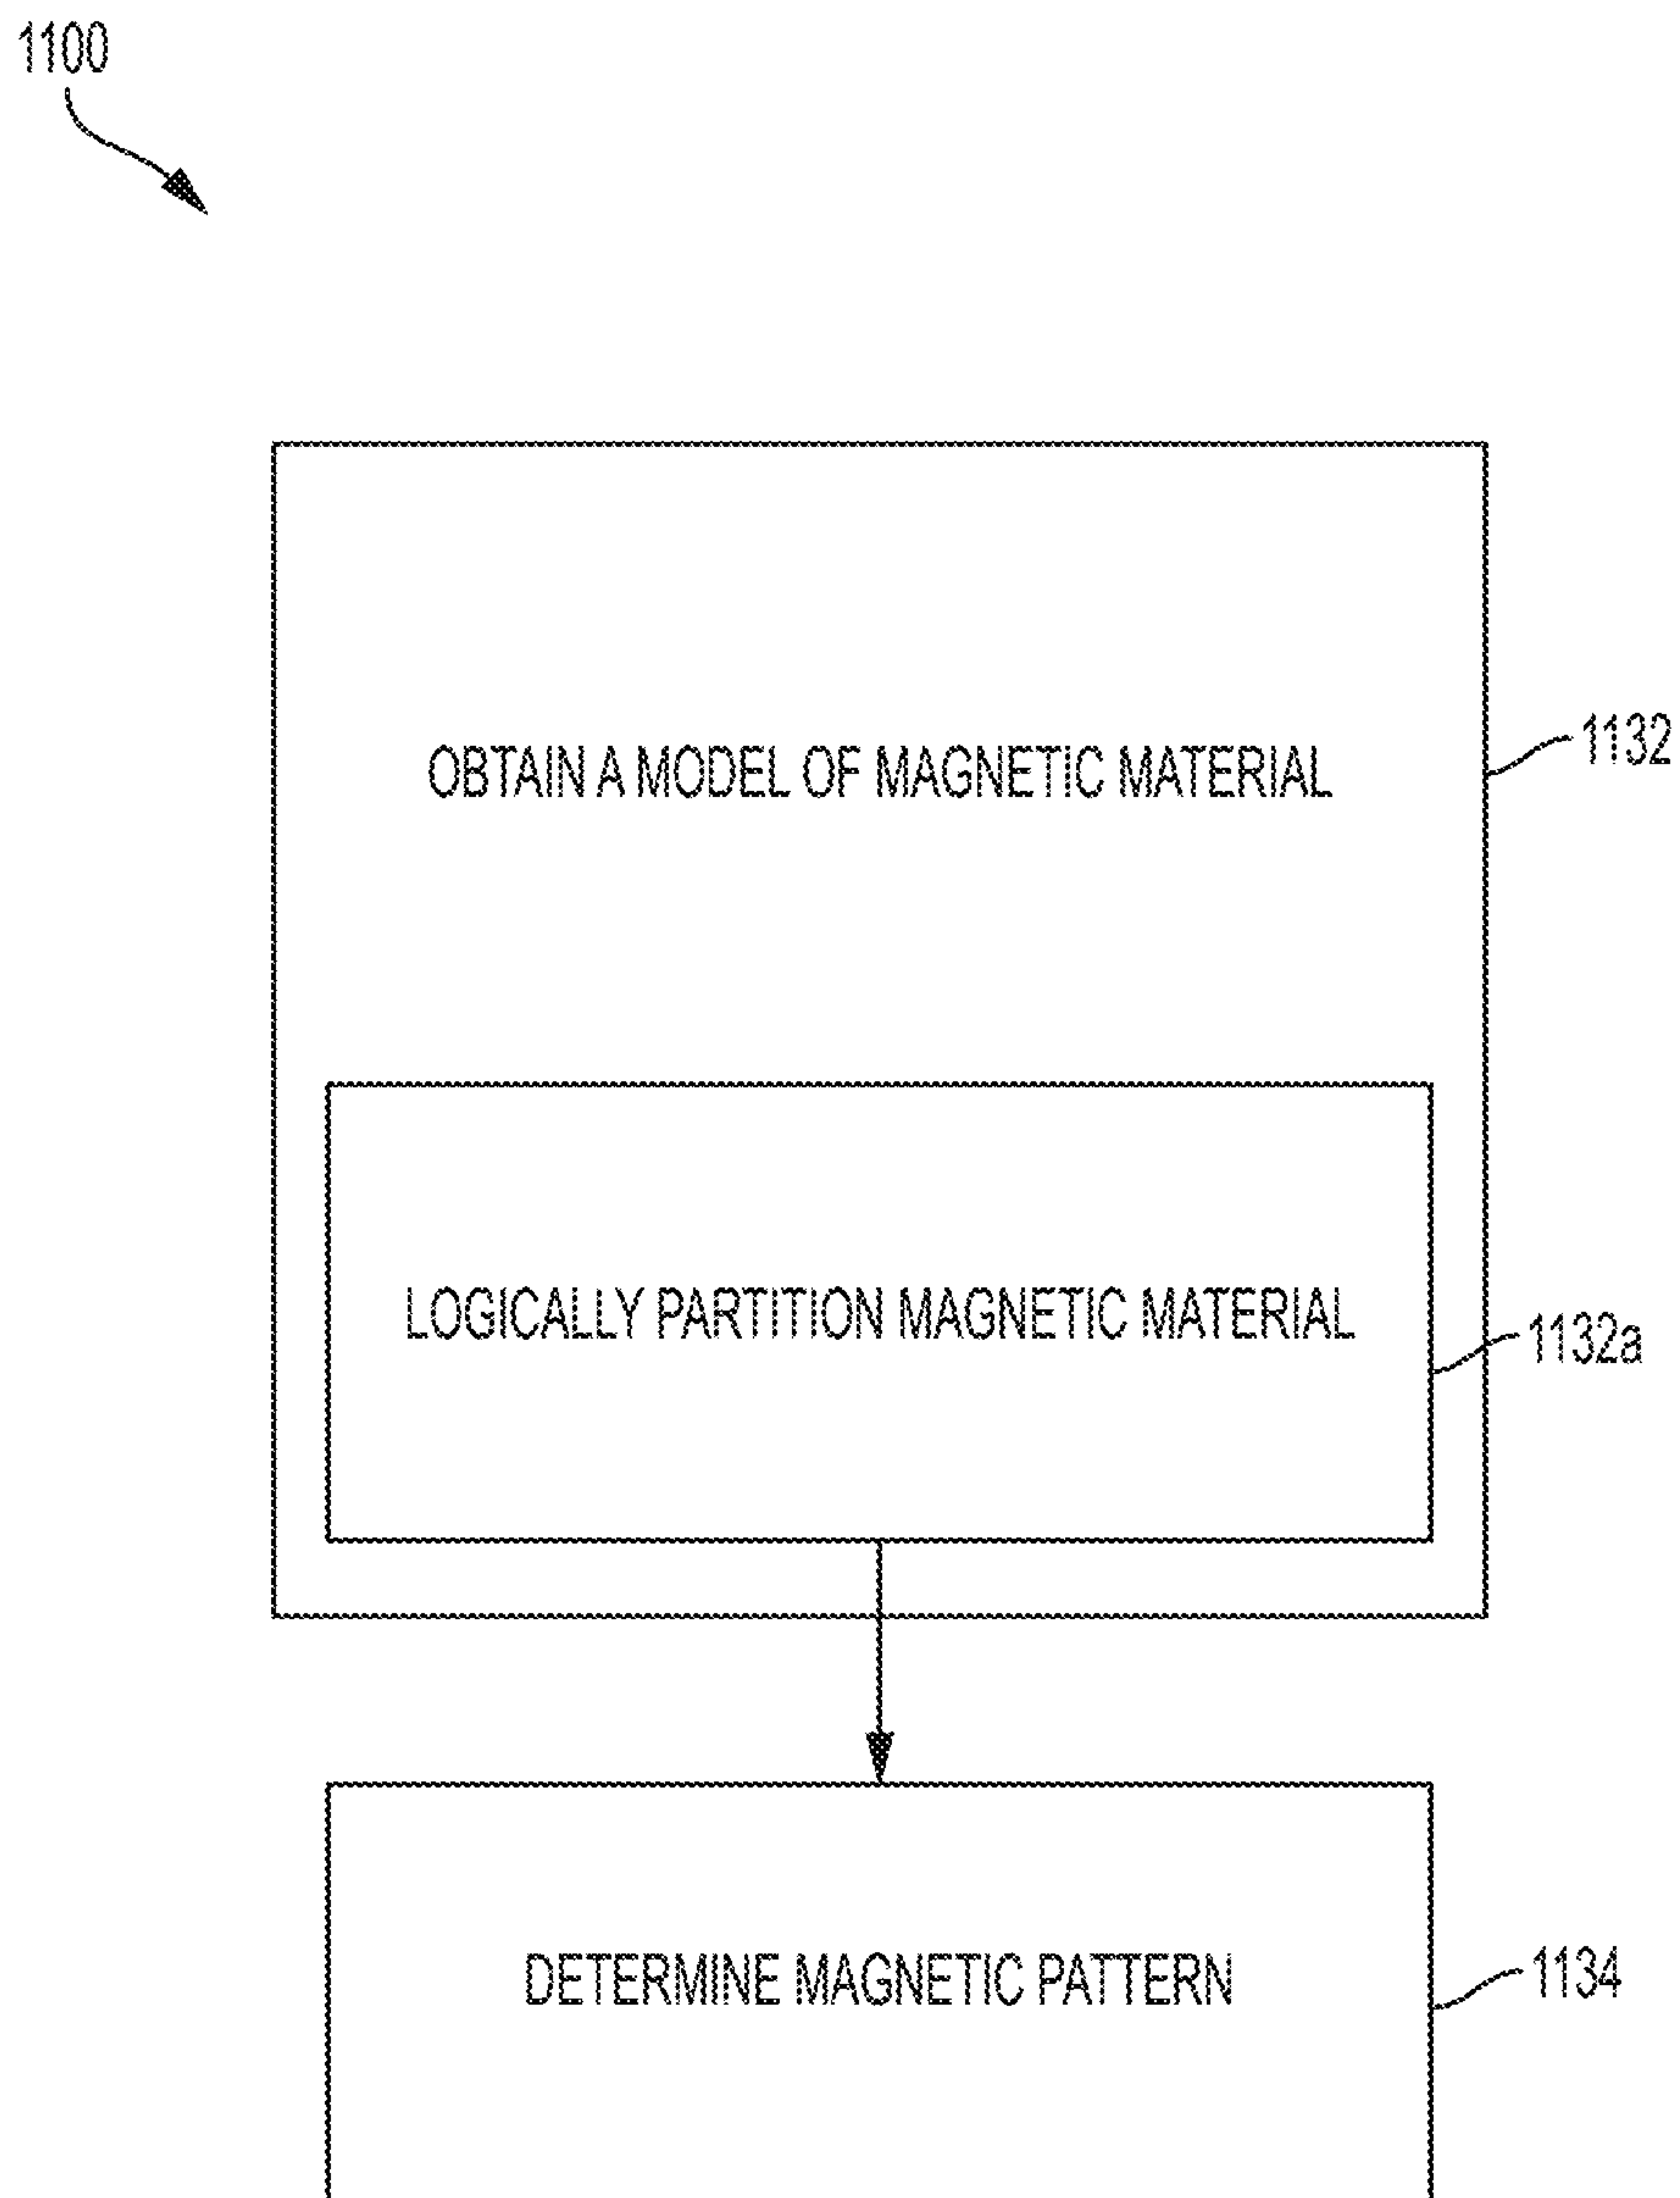 1100
OBTAIN A MODEL OF MAGNETIC MATERIAL
1132
LOGICALLY PARTITION MAGNETIC MATERIAL
1132a
DETERMINE MAGNETIC PATTERN
1134